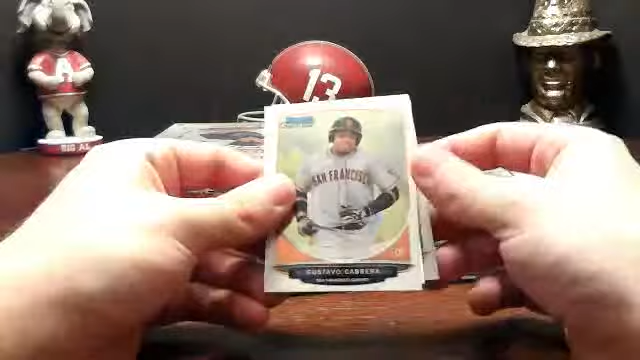 13
A
BIG AL
SAN FRANCISCO
GUSTAVO CABRERA
SAN FRANCISCO GIANTS